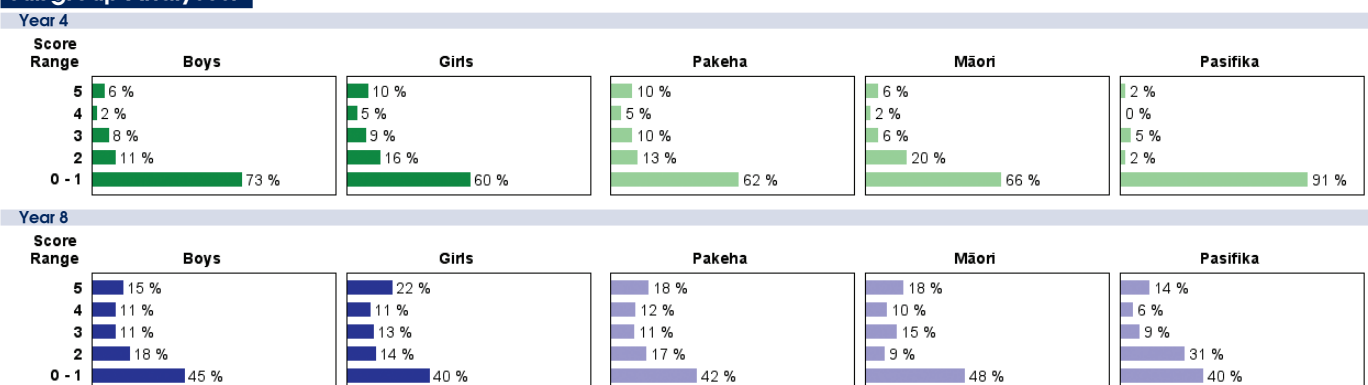 Year 4
Score
Range Boys Girls Pakeha Māori Pasifika
5 6 % 10 % 10 % 6 % 2 %
4 2 % 5 % 5 % 2 % 0 %
3 8 % 9 % 10 % 6 % 5 %
2 11 % 16 % 13 % 20 % 2 %
0 - 1 73 % 60 % 62 % 66 % 91 %
Year 8
Score
Range Boys Girls Pakeha Māori Pasifika
5 15 % 22 % 18 % 18 % 14 %
4 11 % 11 % 12 % 10 % 6 %
3 11 % 13 % 11 % 15 % 9 %
2 18 % 14 % 17 % 9 % 31 %
0 - 1 45 % 40 % 42 % 48 % 40 %